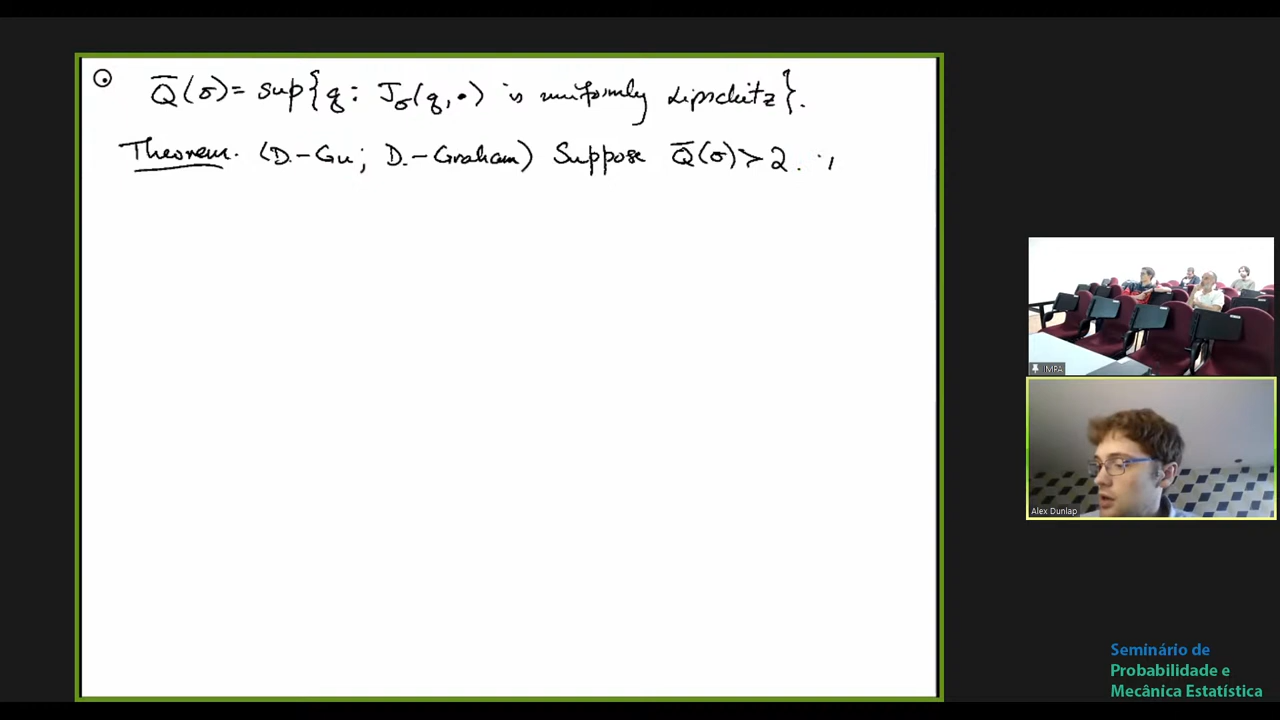 ⊙ Q̄(σ) = sup{q : J_σ(q, •) is uniformly Lipschitz}.
Theorem. (D.-Gu; D.-Graham) Suppose Q̄(σ) > 2.
IMPA
Alex Dunlap
Seminário de
Probabilidade e
Mecânica Estatística